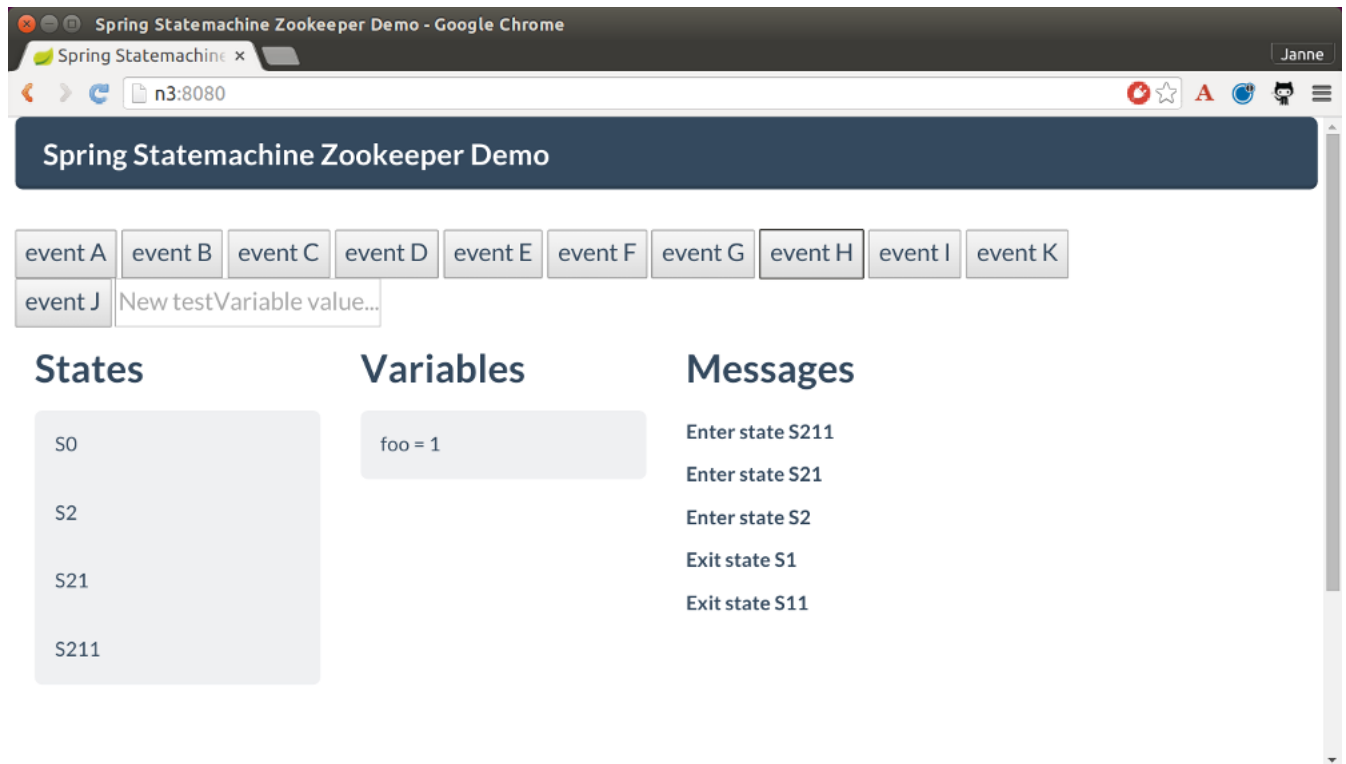 Spring Statemachine Zookeeper Demo - Google Chrome
Spring Statemachine
Janne
n3:8080
A
Spring Statemachine Zookeeper Demo
event A event B event C event D event E event F event G event H event I event K
event J New testVariable value...
States Variables Messages
S0 foo = 1 Enter state S211
Enter state S21
S2 Enter state S2
Exit state S1
S21 Exit state S11
S211